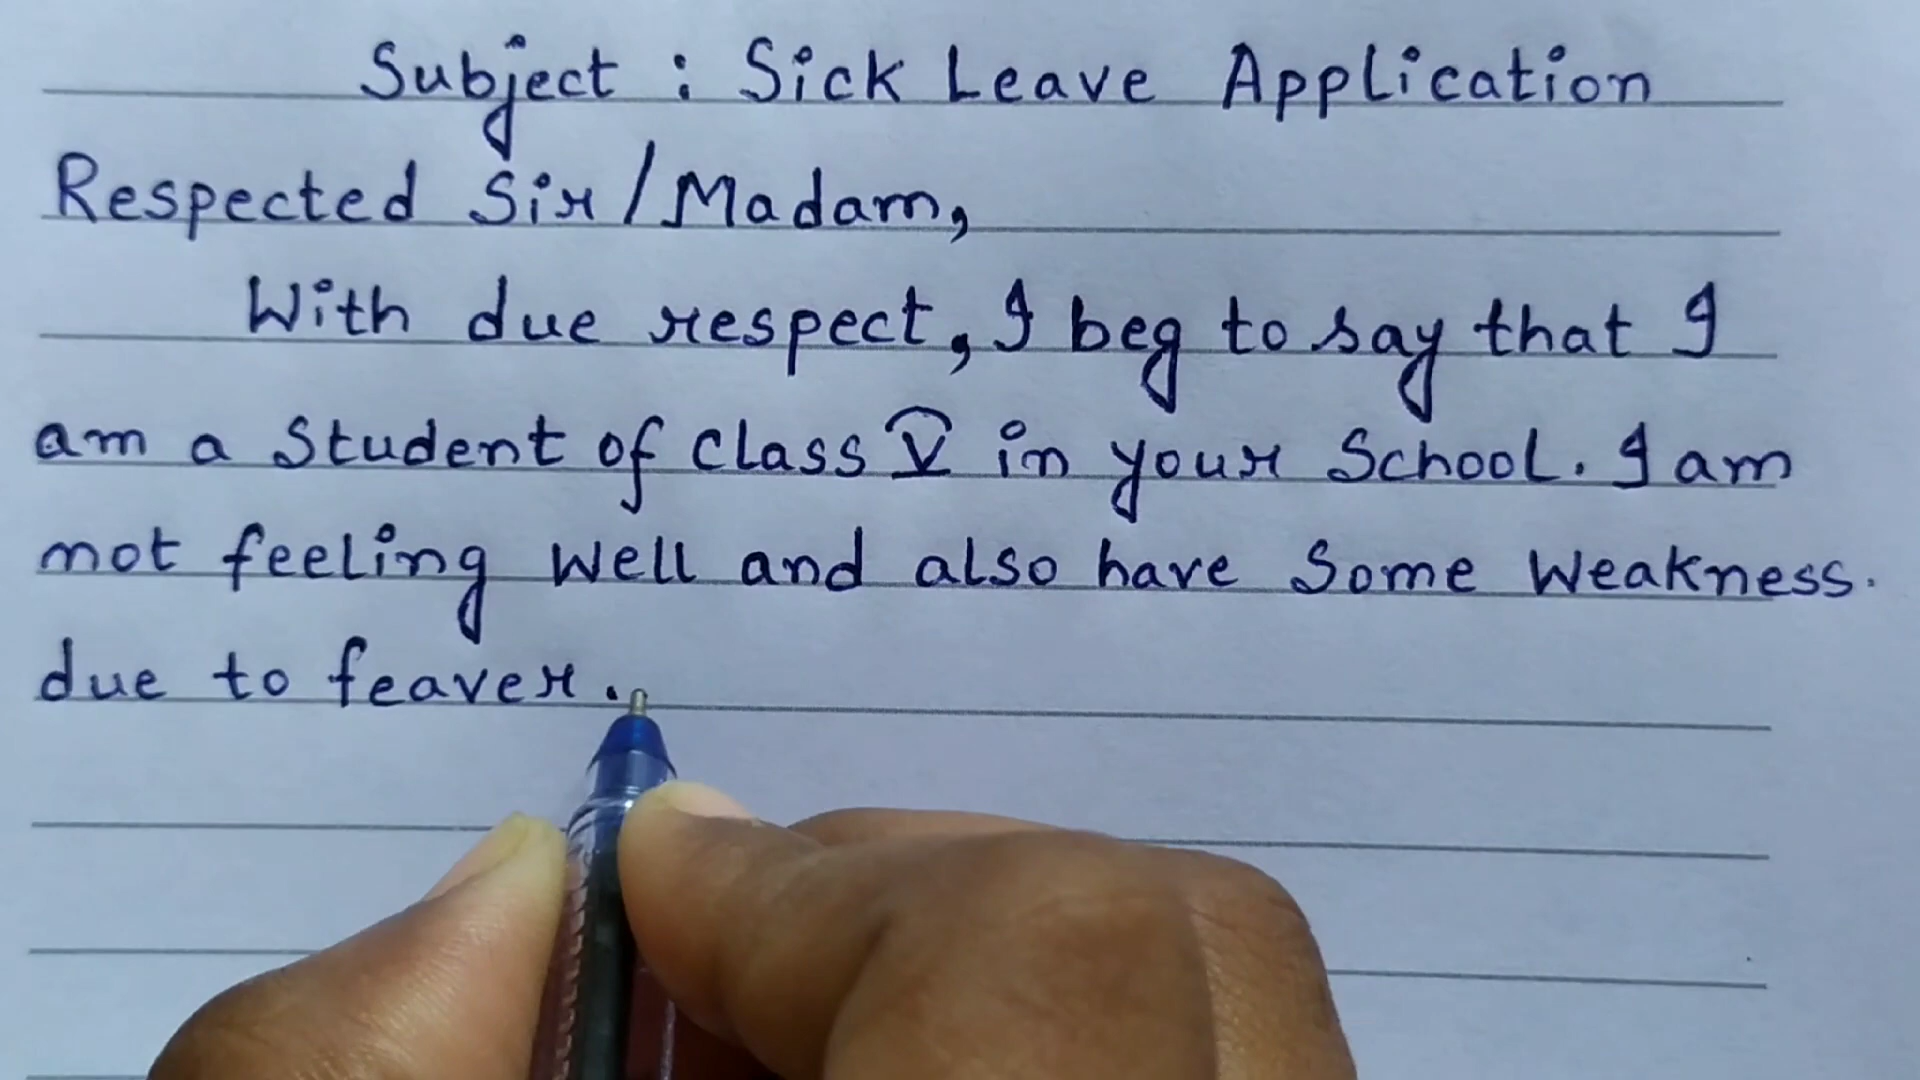 Subject : Sick Leave Application
Respected Sir/Madam,
With due respect, I beg to say that I
am a Student of class V in your School. I am
not feeling well and also have Some Weakness.
due to feaver.